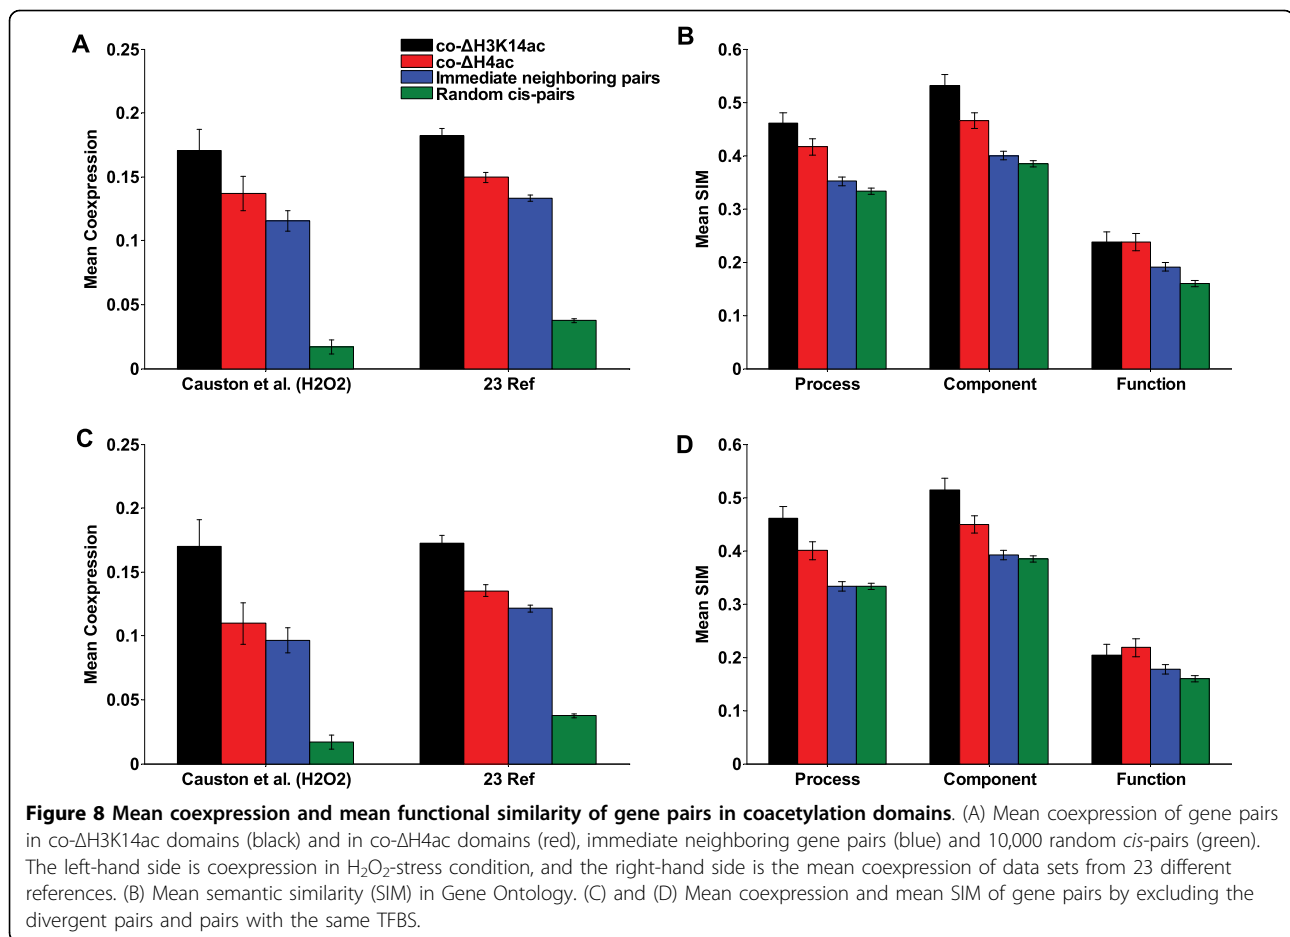 A
0.25
0.2
0.15
0.1
0.05
0
Mean Coexpression
co-ΔH3K14ac
co-ΔH4ac
Immediate neighboring pairs
Random cis-pairs
Causton et al. (H2O2)
23 Ref
B
0.6
0.5
0.4
0.3
0.2
0.1
0
Mean SIM
Process
Component
Function
C
0.25
0.2
0.15
0.1
0.05
0
Mean Coexpression
Causton et al. (H2O2)
23 Ref
D
0.6
0.5
0.4
0.3
0.2
0.1
0
Mean SIM
Process
Component
Function
Figure 8 Mean coexpression and mean functional similarity of gene pairs in coacetylation domains. (A) Mean coexpression of gene pairs
in co-ΔH3K14ac domains (black) and in co-ΔH4ac domains (red), immediate neighboring gene pairs (blue) and 10,000 random cis-pairs (green).
The left-hand side is coexpression in H₂O₂-stress condition, and the right-hand side is the mean coexpression of data sets from 23 different
references. (B) Mean semantic similarity (SIM) in Gene Ontology. (C) and (D) Mean coexpression and mean SIM of gene pairs by excluding the
divergent pairs and pairs with the same TFBS.